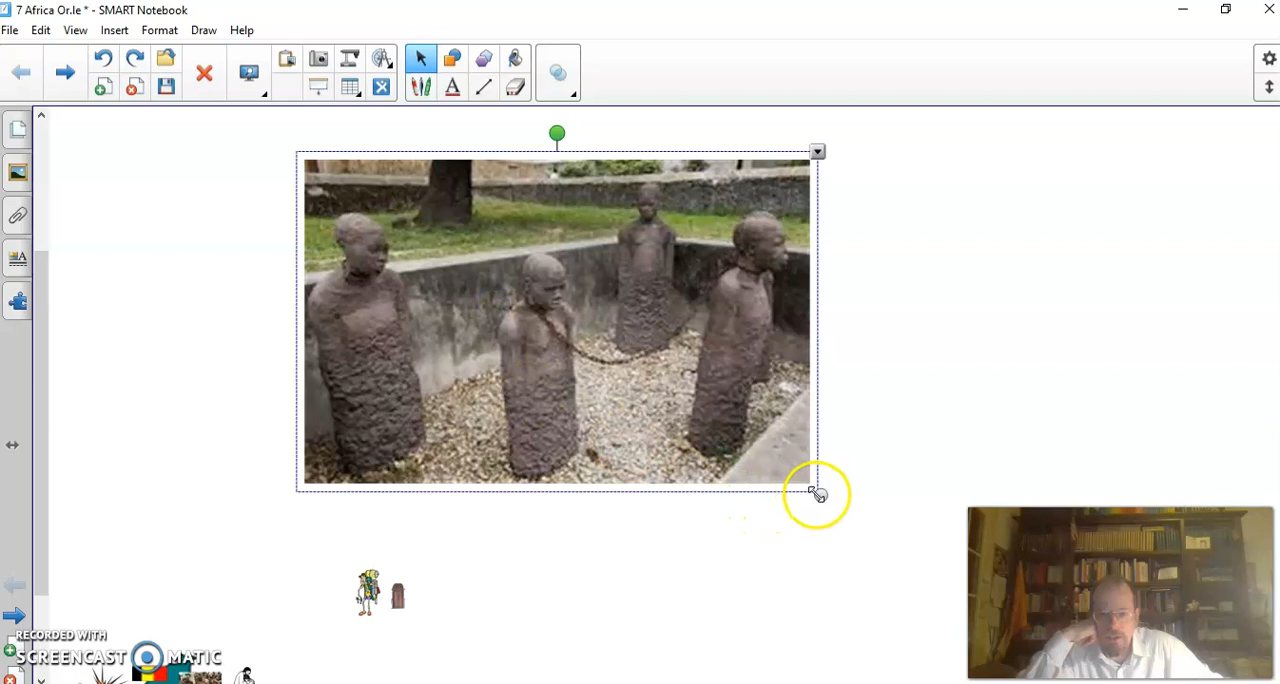 7 Africa Or.le * - SMART Notebook
File Edit View Insert Format Draw Help
RECORDED WITH
SCREENCAST MATIC